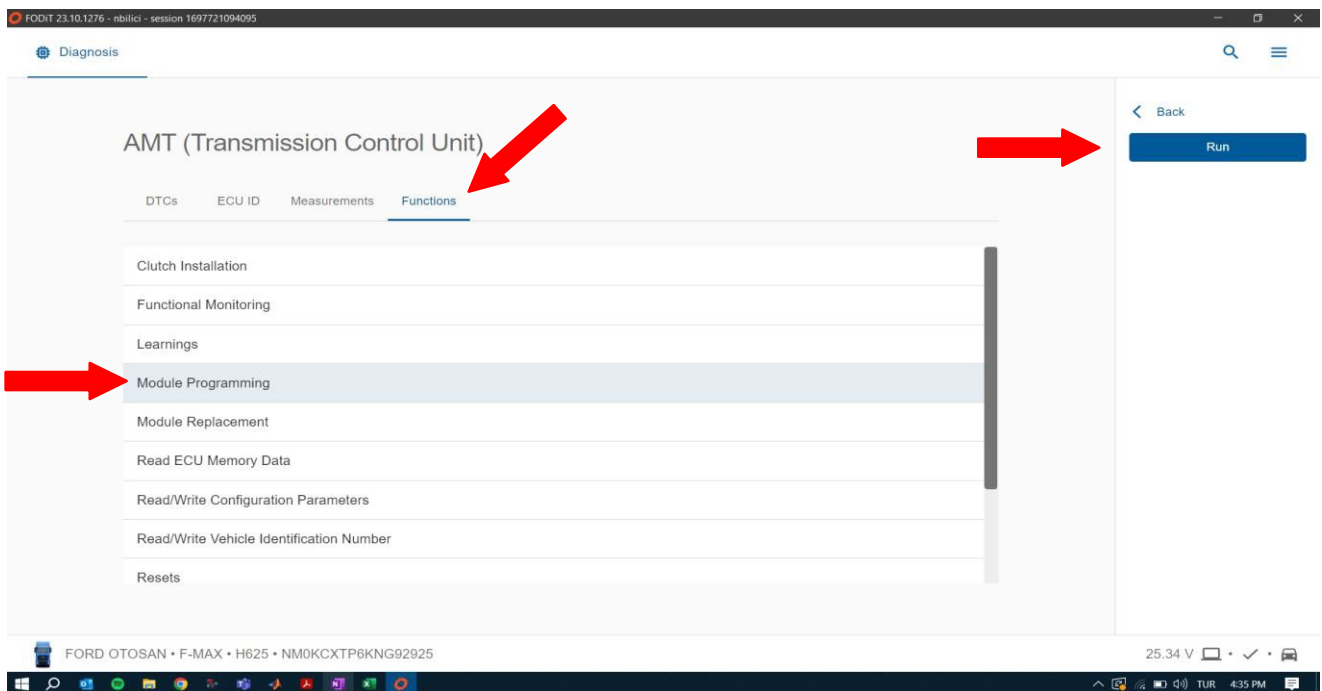 FODiT 23.10.1276 - nbilici - session 1697721094095
Diagnosis
Back
Run
AMT (Transmission Control Unit)
DTCs ECU ID Measurements Functions
Clutch Installation
Functional Monitoring
Learnings
Module Programming
Module Replacement
Read ECU Memory Data
Read/Write Configuration Parameters
Read/Write Vehicle Identification Number
Resets
FORD OTOSAN • F-MAX • H625 • NM0KCXTP6KNG92925
25.34 V
TUR 4:35 PM